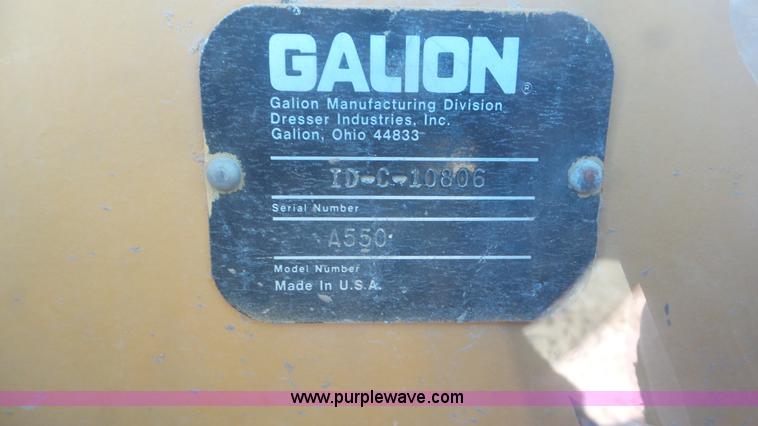 GALION®
Galion Manufacturing Division
Dresser Industries, Inc.
Galion, Ohio 44833
ID-C-10806
Serial Number
A550
Model Number
Made In U.S.A.
www.purplewave.com